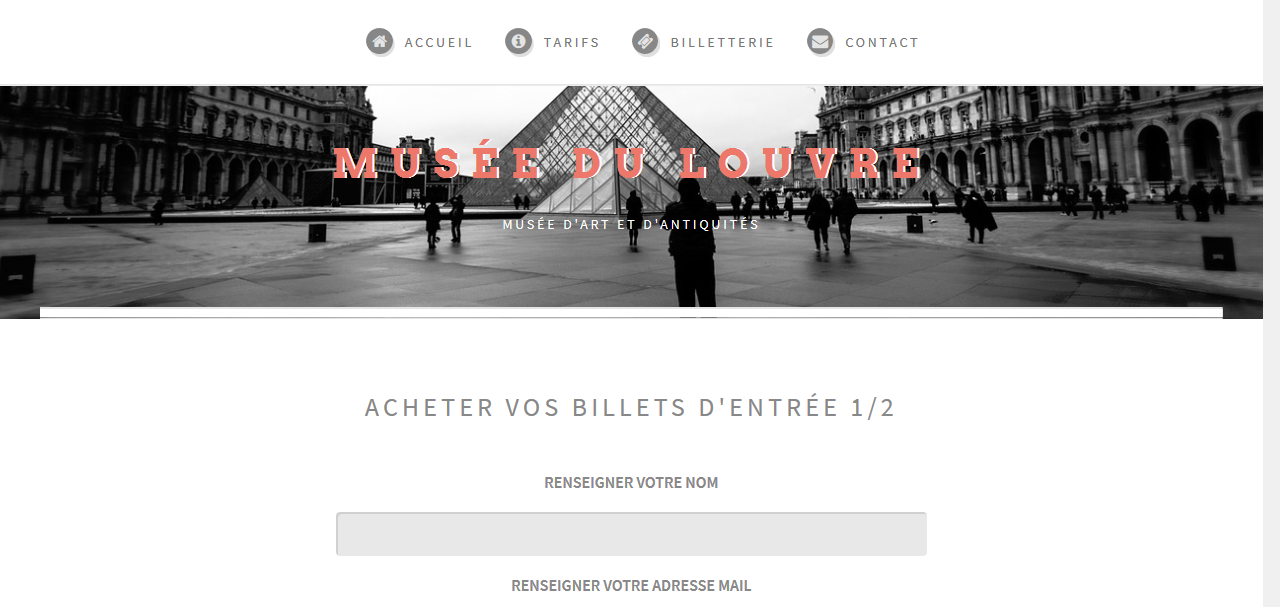 ACCUEIL
TARIFS
BILLETTERIE
CONTACT
MUSÉE DU LOUVRE
MUSÉE D'ART ET D'ANTIQUITÉS
ACHETER VOS BILLETS D'ENTRÉE 1/2
RENSEIGNER VOTRE NOM
RENSEIGNER VOTRE ADRESSE MAIL